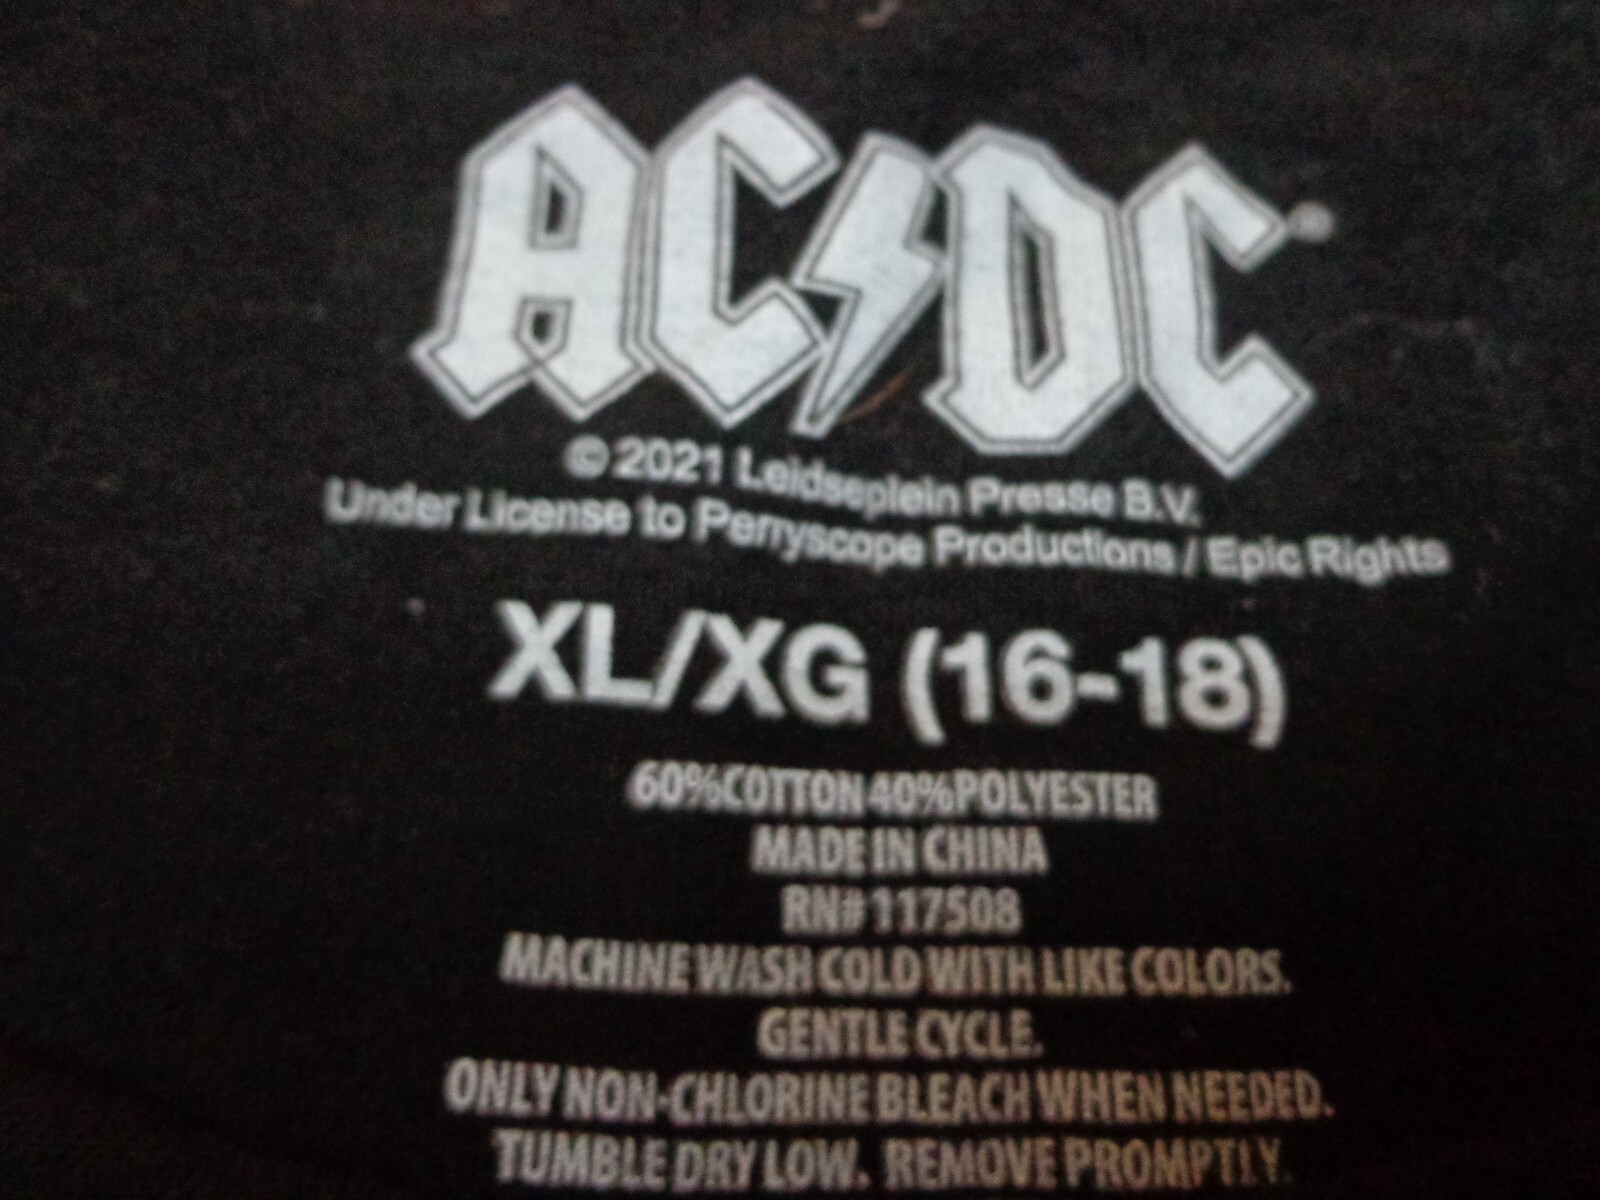 AC⚡DC®
© 2021 Leidseplein Presse B.V.
Under License to Perryscope Productions / Epic Rights
XL/XG (16-18)
60%COTTON 40%POLYESTER
MADE IN CHINA
RN# 117508
MACHINE WASH COLD WITH LIKE COLORS.
GENTLE CYCLE.
ONLY NON-CHLORINE BLEACH WHEN NEEDED.
TUMBLE DRY LOW. REMOVE PROMPTLY.